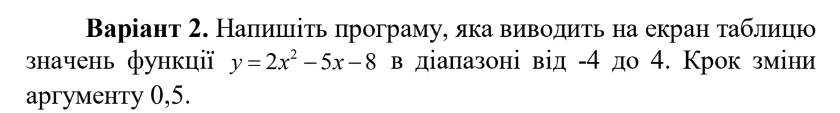 Варіант 2. Напишіть програму, яка виводить на екран таблицю
значень функції y = 2x² − 5x − 8 в діапазоні від -4 до 4. Крок зміни
аргументу 0,5.